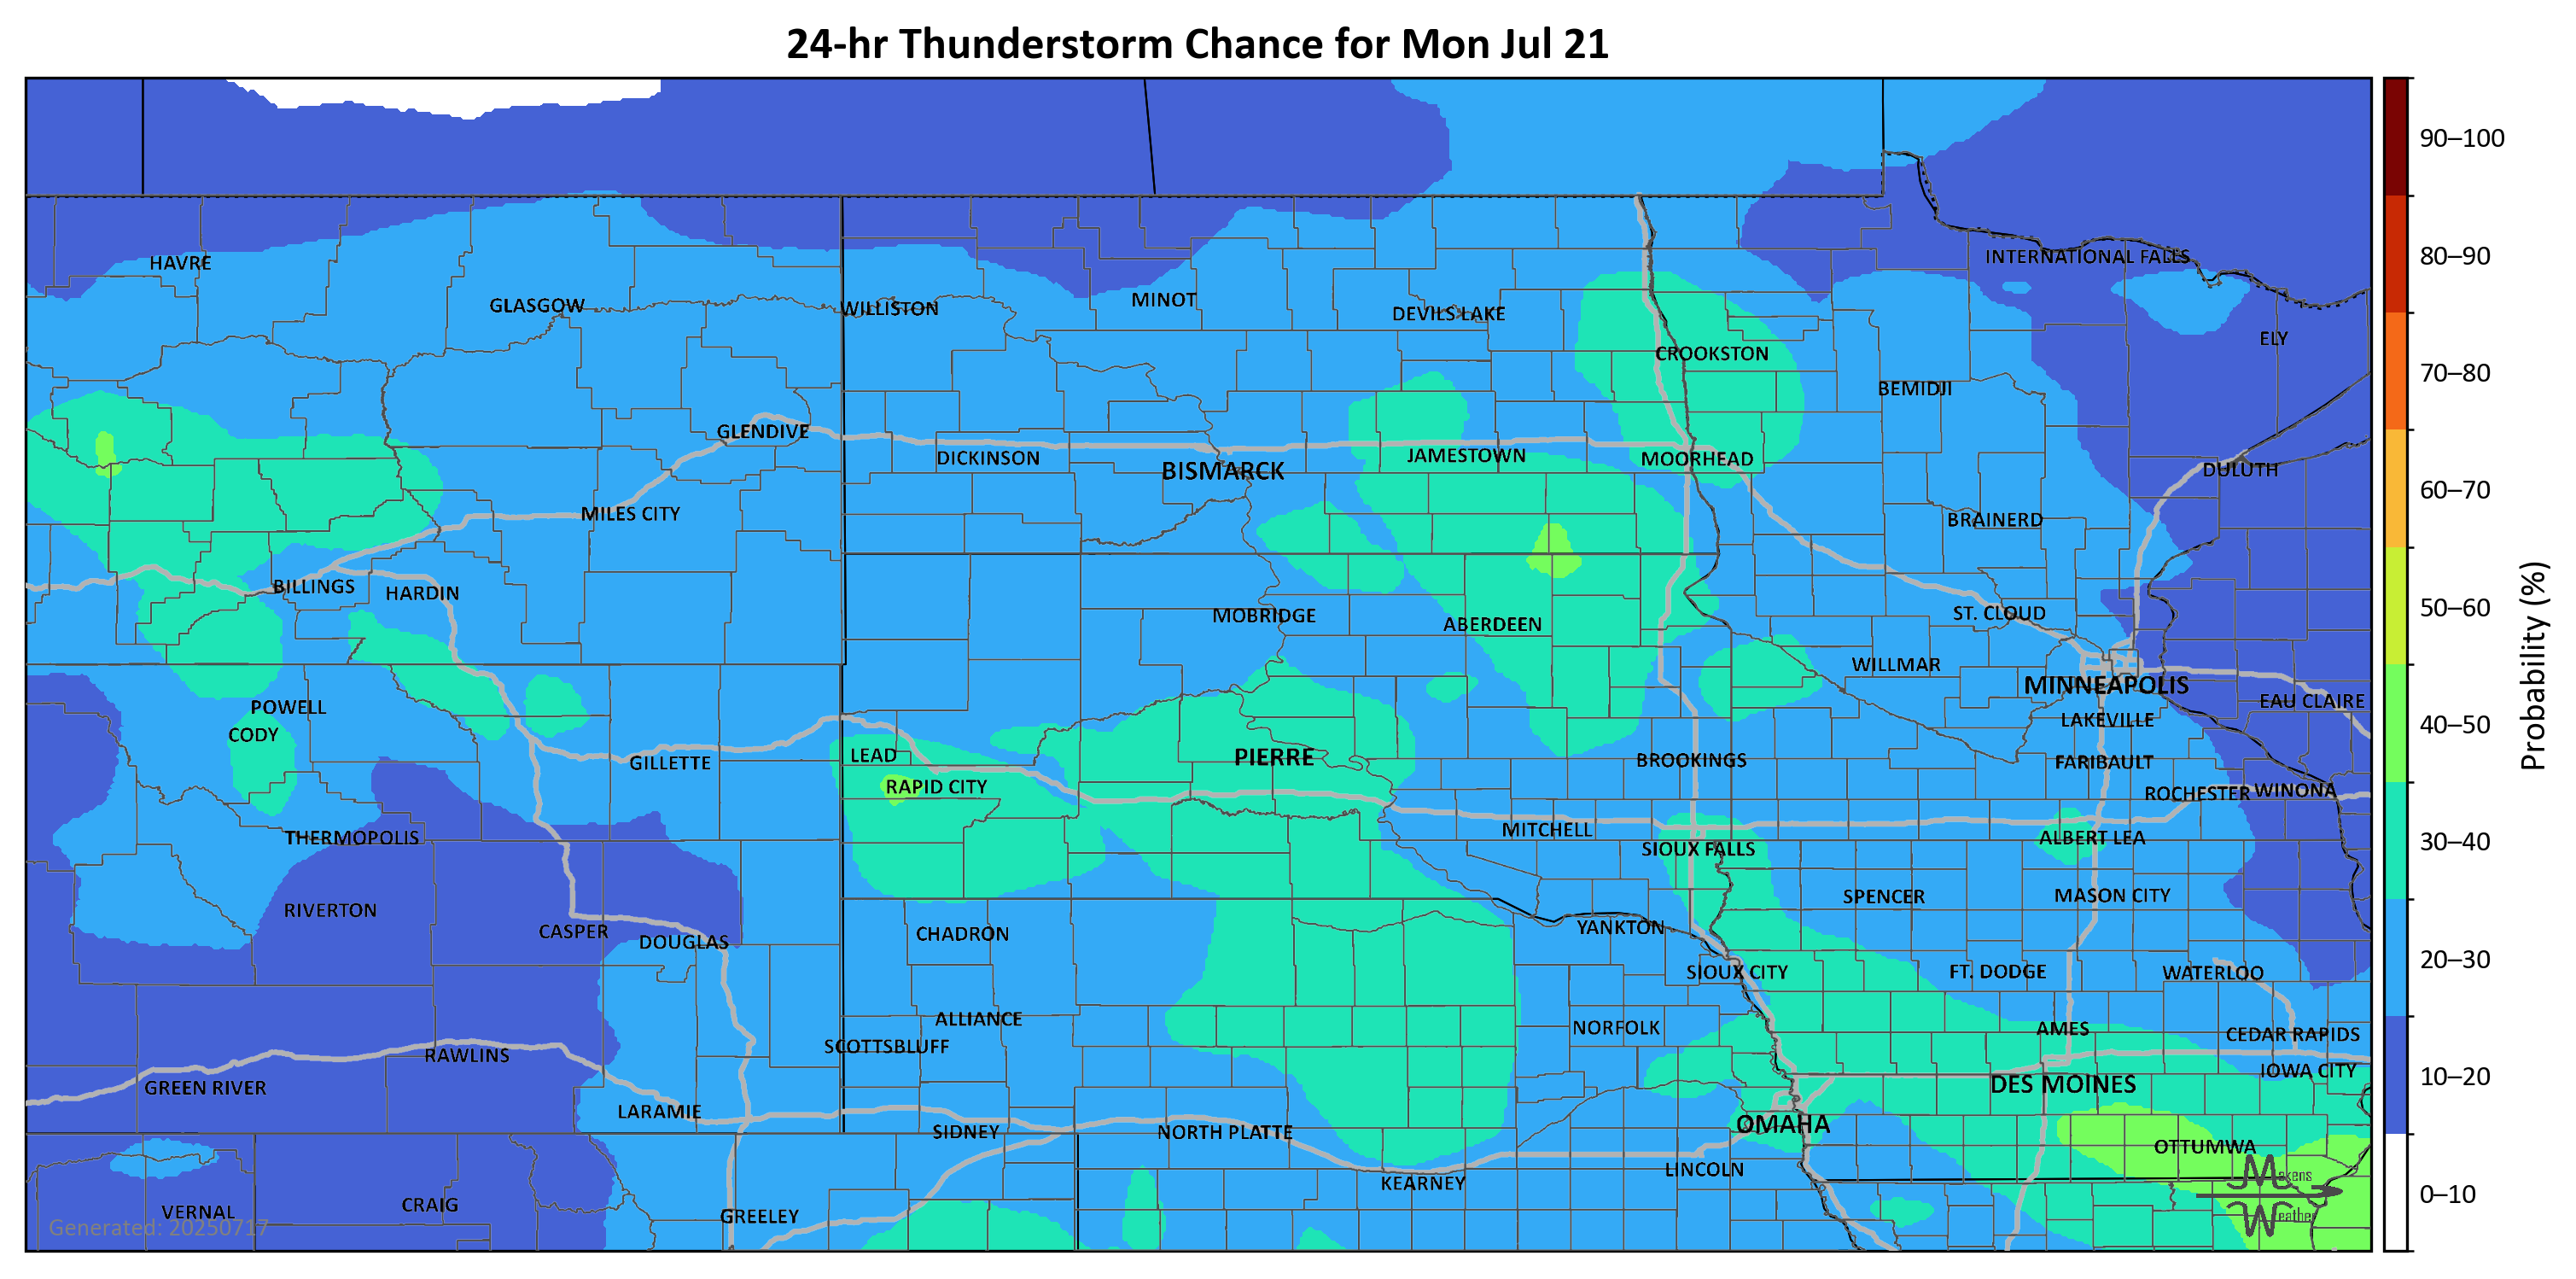 24-hr Thunderstorm Chance for Mon Jul 21
90–100
80–90
70–80
60–70
50–60
40–50
30–40
20–30
10–20
0–10
Probability (%)
HAVRE
INTERNATIONAL FALLS
GLASGOW
WILLISTON
MINOT
DEVILS LAKE
ELY
CROOKSTON
BEMIDJI
GLENDIVE
DICKINSON
BISMARCK
JAMESTOWN
MOORHEAD
DULUTH
MILES CITY
BRAINERD
BILLINGS
HARDIN
MOBRIDGE
ABERDEEN
ST. CLOUD
WILLMAR
MINNEAPOLIS
POWELL
EAU CLAIRE
CODY
LAKEVILLE
GILLETTE
LEAD
PIERRE
BROOKINGS
FARIBAULT
RAPID CITY
ROCHESTER
WINONA
THERMOPOLIS
MITCHELL
SIOUX FALLS
ALBERT LEA
RIVERTON
SPENCER
MASON CITY
CASPER
DOUGLAS
CHADRON
YANKTON
SIOUX CITY
FT. DODGE
WATERLOO
ALLIANCE
NORFOLK
AMES
CEDAR RAPIDS
RAWLINS
SCOTTSBLUFF
IOWA CITY
GREEN RIVER
DES MOINES
LARAMIE
SIDNEY
NORTH PLATTE
OMAHA
OTTUMWA
LINCOLN
KEARNEY
VERNAL
CRAIG
GREELEY
Makens
Weather
Generated: 20250717